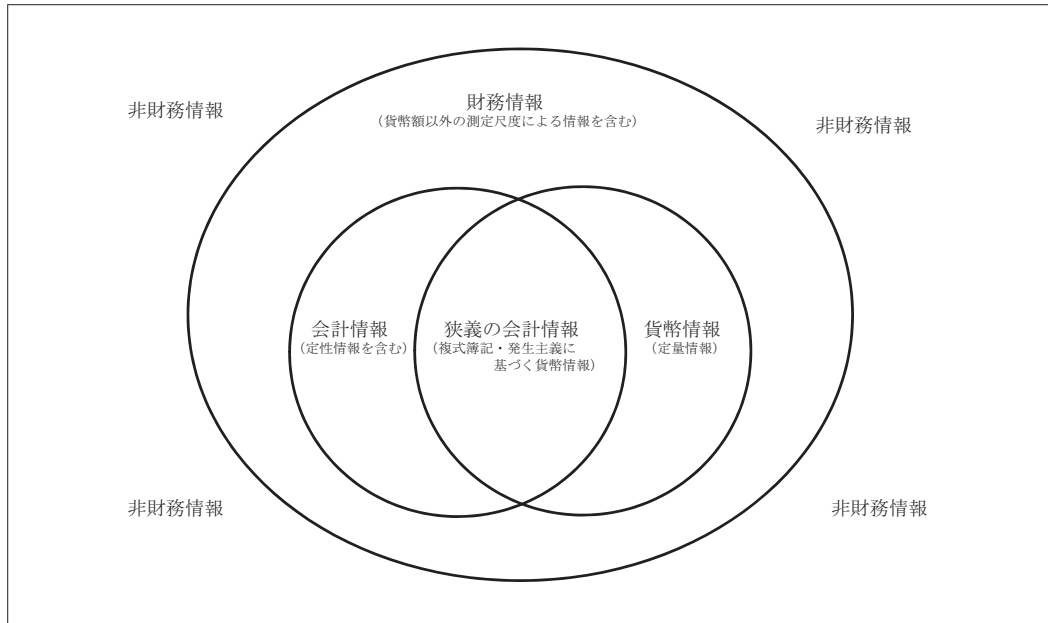 非財務情報
財務情報
（貨幣額以外の測定尺度による情報を含む）
非財務情報
会計情報
（定性情報を含む）
狭義の会計情報
（複式簿記・発生主義に
基づく貨幣情報）
貨幣情報
（定量情報）
非財務情報
非財務情報